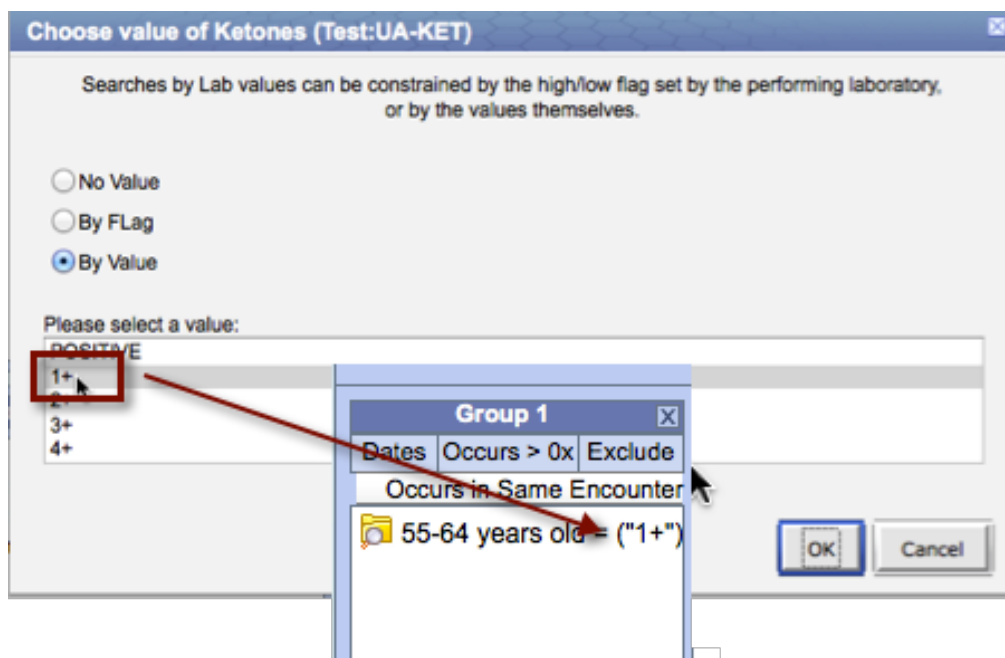 Choose value of Ketones (Test:UA-KET)
Searches by Lab values can be constrained by the high/low flag set by the performing laboratory,
or by the values themselves.
No Value
By FLag
By Value
Please select a value:
POSITIVE
1+
2+
3+
4+
Group 1
Dates Occurs > 0x Exclude
Occurs in Same Encounter
55-64 years old = ("1+")
OK Cancel